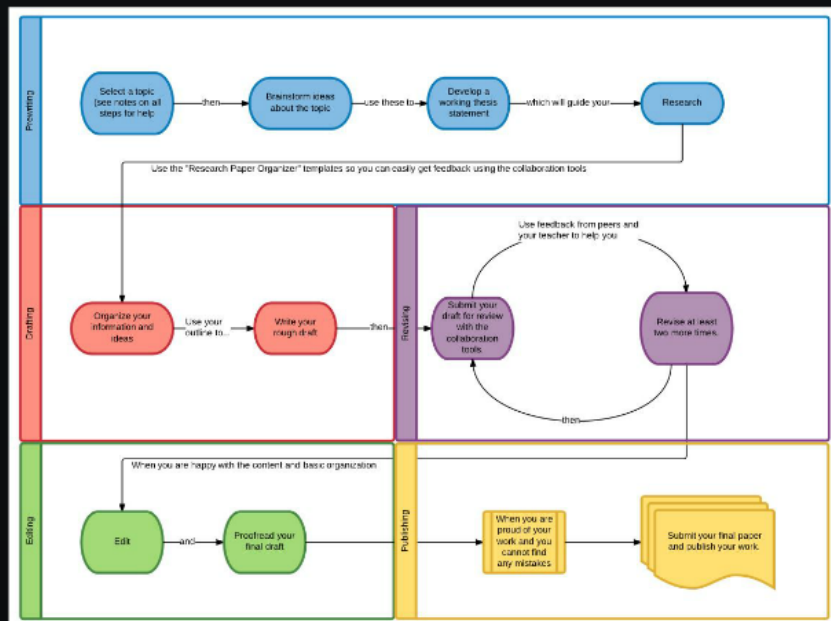 Prewriting
Select a topic
(see notes on all
steps for help
then
Brainstorm ideas
about the topic
use these to
Develop a
working thesis
statement
which will guide your
Research
Use the "Research Paper Organizer" templates so you can easily get feedback using the collaboration tools
Drafting
Organize your
information and
ideas
Use your
outline to...
Write your
rough draft
then
Revising
Submit your
draft for review
with the
collaboration
tools.
Use feedback from peers and
your teacher to help you
Revise at least
two more times.
then
When you are happy with the content and basic organization
Editing
Edit
and
Proofread your
final draft
Publishing
When you are
proud of your
work and you
cannot find
any mistakes
Submit your final paper
and publish your work.